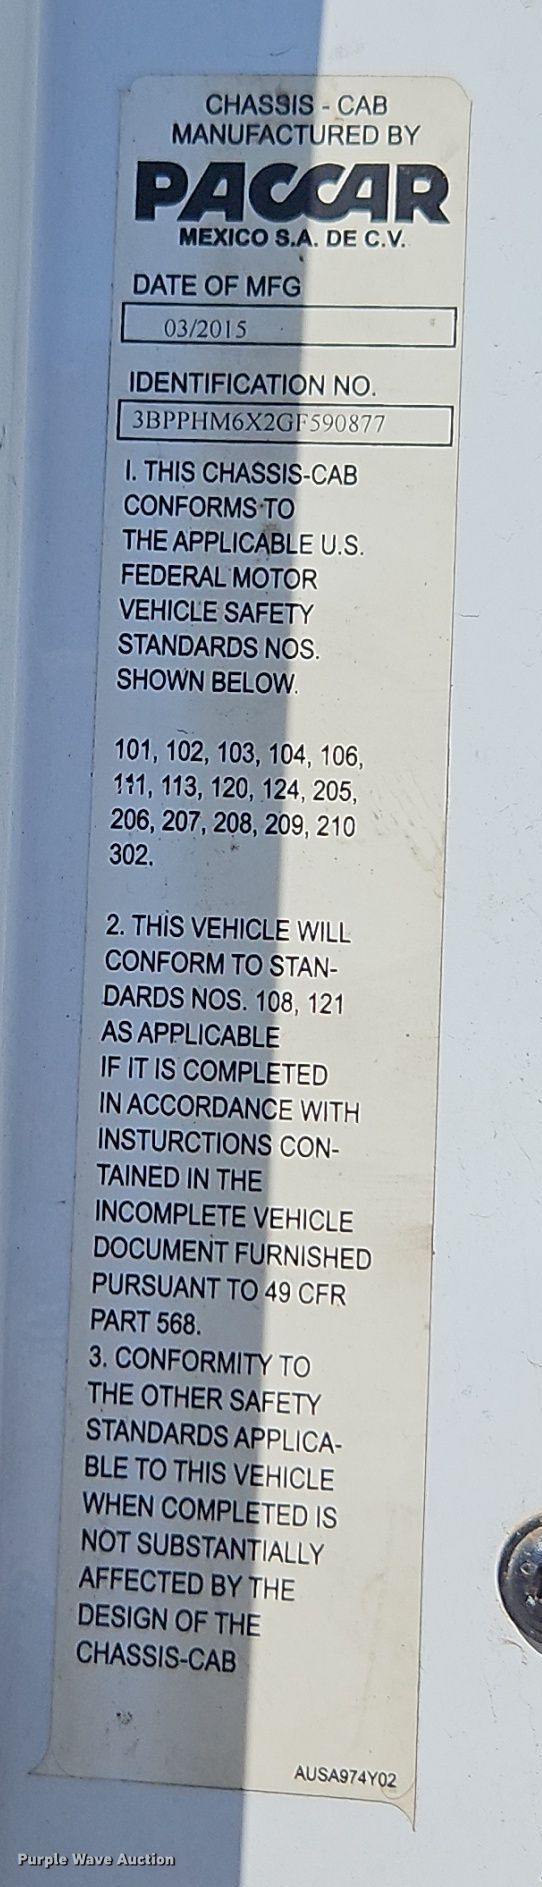 CHASSIS - CAB
MANUFACTURED BY
PACCAR
MEXICO S.A. DE C.V.
DATE OF MFG
03/2015
IDENTIFICATION NO.
3BPPHM6X2GF590877
I. THIS CHASSIS-CAB
CONFORMS TO
THE APPLICABLE U.S.
FEDERAL MOTOR
VEHICLE SAFETY
STANDARDS NOS.
SHOWN BELOW.
101, 102, 103, 104, 106,
111, 113, 120, 124, 205,
206, 207, 208, 209, 210
302.
2. THIS VEHICLE WILL
CONFORM TO STAN-
DARDS NOS. 108, 121
AS APPLICABLE
IF IT IS COMPLETED
IN ACCORDANCE WITH
INSTURCTIONS CON-
TAINED IN THE
INCOMPLETE VEHICLE
DOCUMENT FURNISHED
PURSUANT TO 49 CFR
PART 568.
3. CONFORMITY TO
THE OTHER SAFETY
STANDARDS APPLICA-
BLE TO THIS VEHICLE
WHEN COMPLETED IS
NOT SUBSTANTIALLY
AFFECTED BY THE
DESIGN OF THE
CHASSIS-CAB
AUSA974Y02
Purple Wave Auction